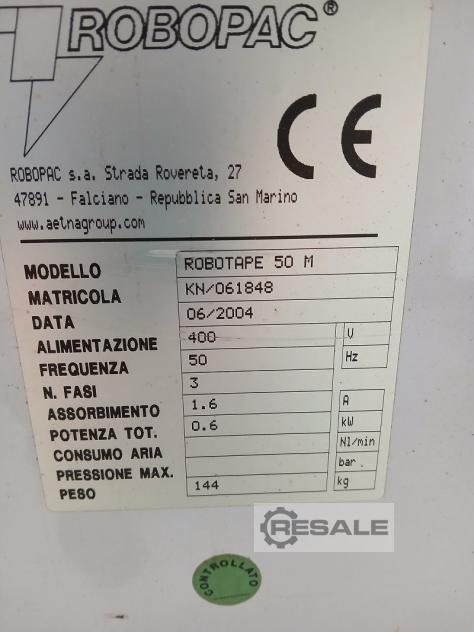 ROBOPAC®
CE
ROBOPAC s.a. Strada Rovereta, 27
47891 - Falciano - Repubblica San Marino
www.aetnagroup.com
MODELLO ROBOTAPE 50 M
MATRICOLA KN/061848
DATA 06/2004
ALIMENTAZIONE 400 V
FREQUENZA 50 Hz
N. FASI 3
ASSORBIMENTO 1.6 A
POTENZA TOT. 0.6 kW
CONSUMO ARIA Nl/min
PRESSIONE MAX. bar
PESO 144 kg
RESALE
CONTROLLATO